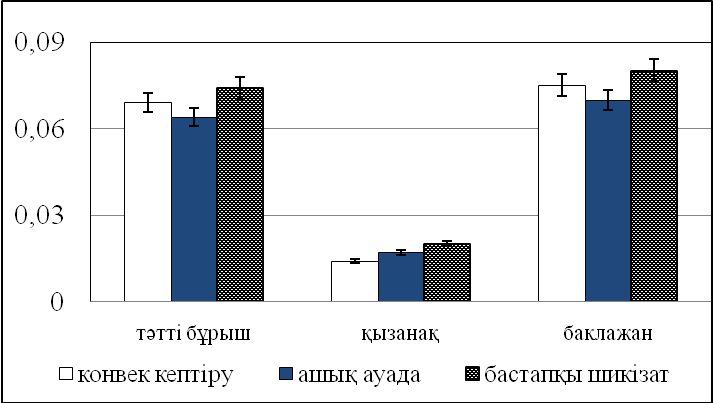 0,09
0,06
0,03
0
тәтті бұрыш қызанақ баклажан
конвек кептіру ашық ауада бастапқы шикізат